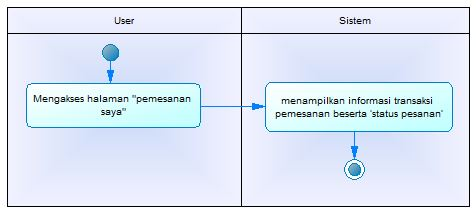 User
Sistem
Mengakses halaman "pemesanan
saya"
menampilkan informasi transaksi
pemesanan beserta 'status pesanan'